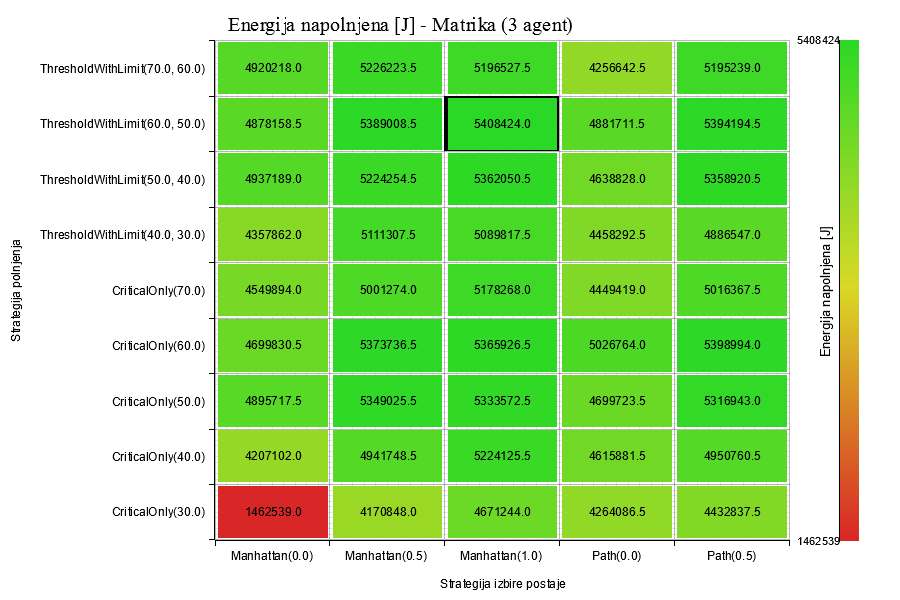 Energija napolnjena [J] - Matrika (3 agent)
5408424
ThresholdWithLimit(70.0, 60.0) 4920218.0 5226223.5 5196527.5 4256642.5 5195239.0
ThresholdWithLimit(60.0, 50.0) 4878158.5 5389008.5 5408424.0 4881711.5 5394194.5
ThresholdWithLimit(50.0, 40.0) 4937189.0 5224254.5 5362050.5 4638828.0 5358920.5
ThresholdWithLimit(40.0, 30.0) 4357862.0 5111307.5 5089817.5 4458292.5 4886547.0
CriticalOnly(70.0) 4549894.0 5001274.0 5178268.0 4449419.0 5016367.5
CriticalOnly(60.0) 4699830.5 5373736.5 5365926.5 5026764.0 5398994.0
CriticalOnly(50.0) 4895717.5 5349025.5 5333572.5 4699723.5 5316943.0
CriticalOnly(40.0) 4207102.0 4941748.5 5224125.5 4615881.5 4950760.5
CriticalOnly(30.0) 1462539.0 4170848.0 4671244.0 4264086.5 4432837.5
1462539
Manhattan(0.0) Manhattan(0.5) Manhattan(1.0) Path(0.0) Path(0.5)
Strategija izbire postaje
Strategija polnjenja
Energija napolnjena [J]